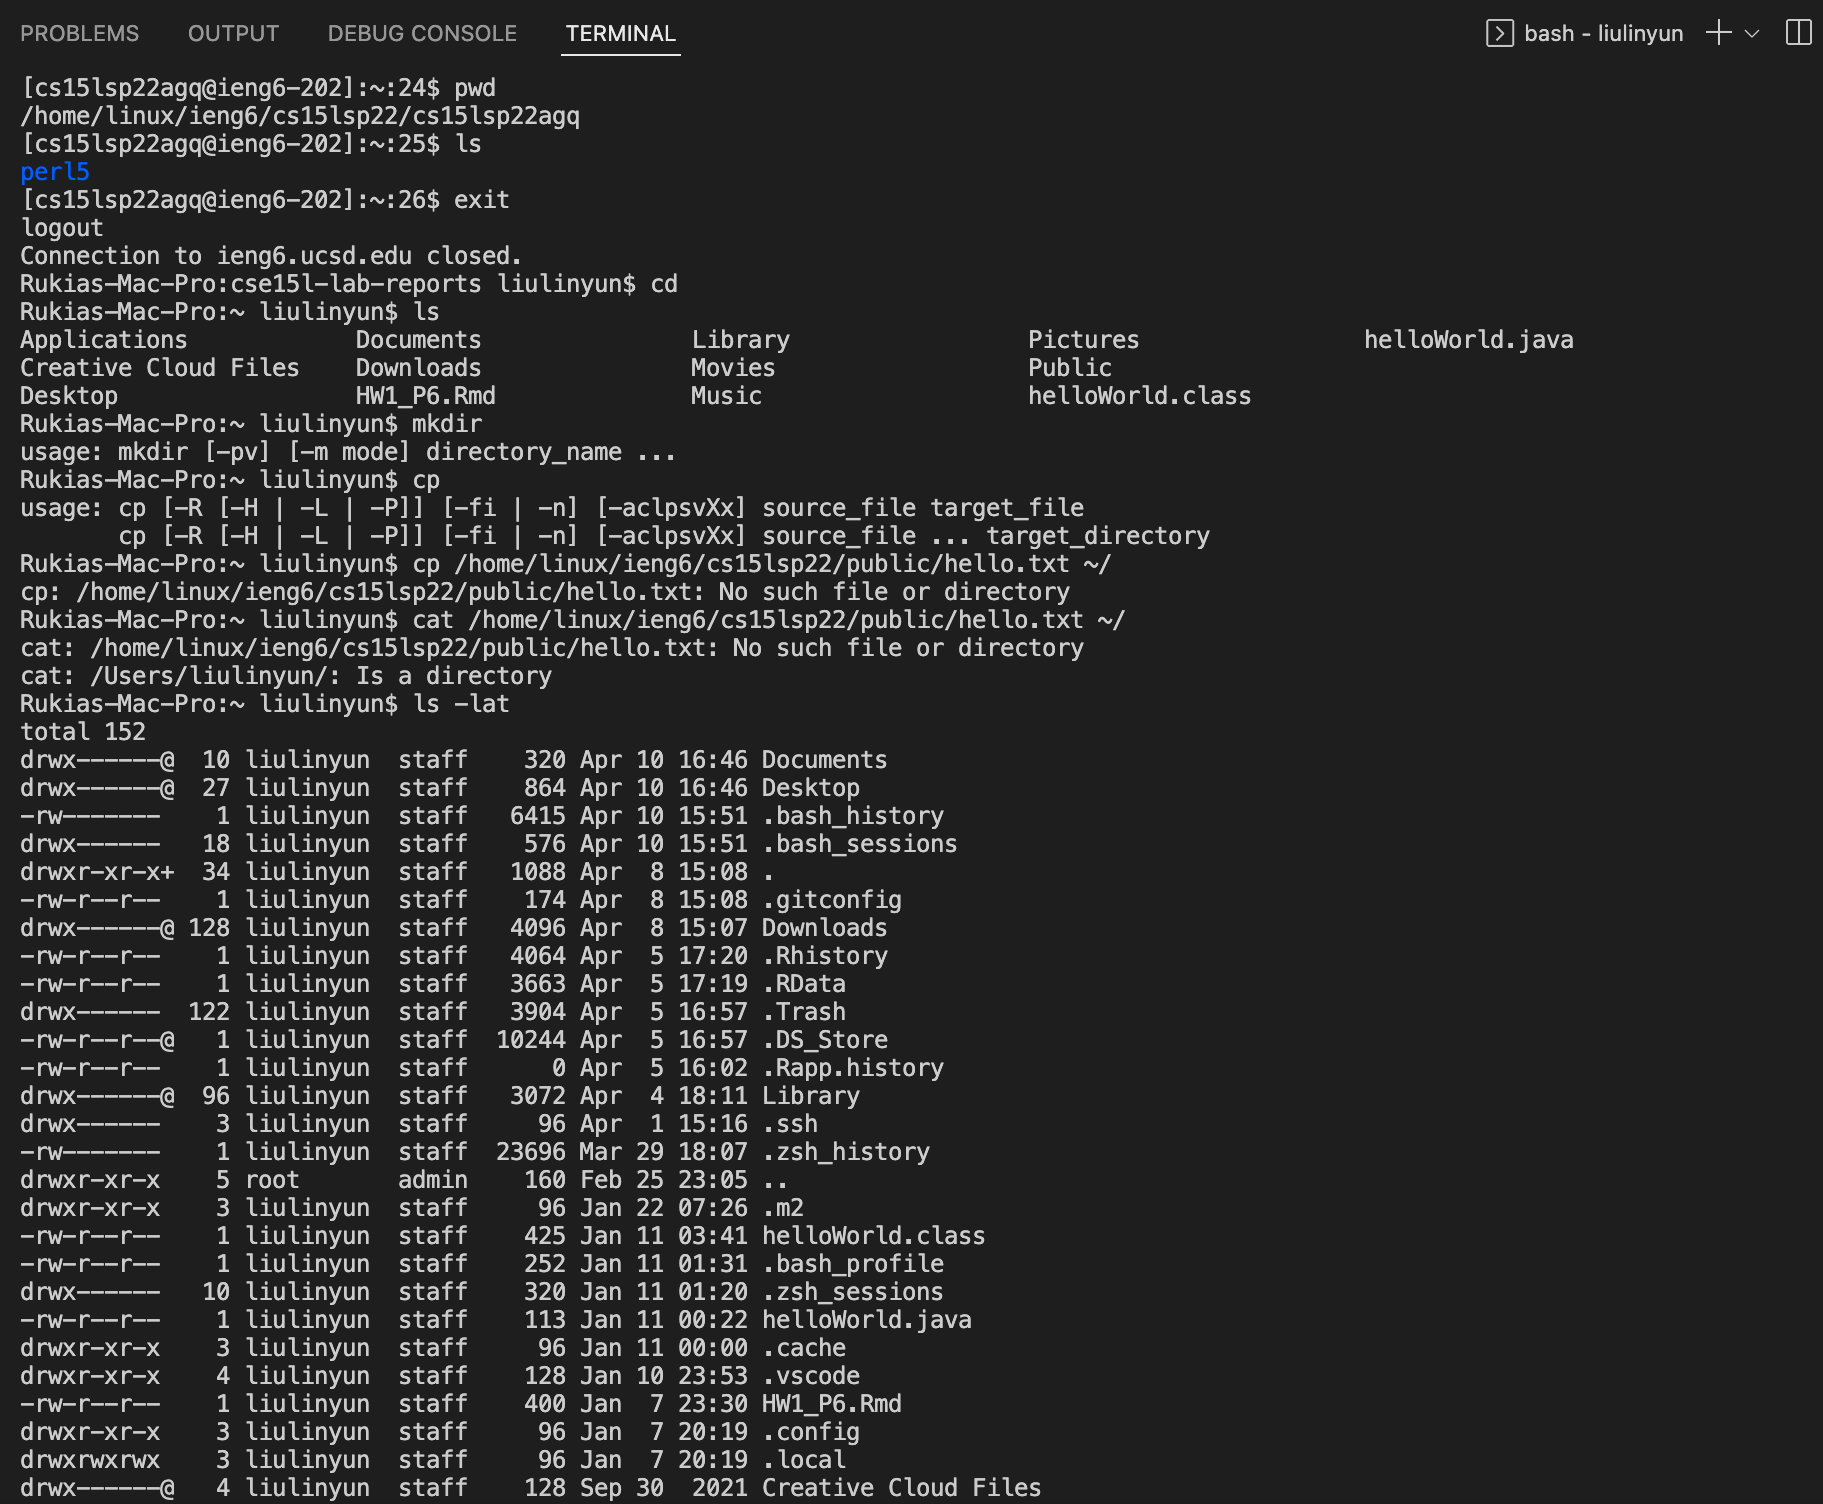 PROBLEMS OUTPUT DEBUG CONSOLE TERMINAL bash - liulinyun
[cs15lsp22agq@ieng6-202]:~:24$ pwd
/home/linux/ieng6/cs15lsp22/cs15lsp22agq
[cs15lsp22agq@ieng6-202]:~:25$ ls
perl5
[cs15lsp22agq@ieng6-202]:~:26$ exit
logout
Connection to ieng6.ucsd.edu closed.
Rukias-Mac-Pro:cse15l-lab-reports liulinyun$ cd
Rukias-Mac-Pro:~ liulinyun$ ls
Applications            Documents               Library                 Pictures                helloWorld.java
Creative Cloud Files    Downloads               Movies                  Public
Desktop                 HW1_P6.Rmd              Music                   helloWorld.class
Rukias-Mac-Pro:~ liulinyun$ mkdir
usage: mkdir [-pv] [-m mode] directory_name ...
Rukias-Mac-Pro:~ liulinyun$ cp
usage: cp [-R [-H | -L | -P]] [-fi | -n] [-aclpsvXx] source_file target_file
       cp [-R [-H | -L | -P]] [-fi | -n] [-aclpsvXx] source_file ... target_directory
Rukias-Mac-Pro:~ liulinyun$ cp /home/linux/ieng6/cs15lsp22/public/hello.txt ~/
cp: /home/linux/ieng6/cs15lsp22/public/hello.txt: No such file or directory
Rukias-Mac-Pro:~ liulinyun$ cat /home/linux/ieng6/cs15lsp22/public/hello.txt ~/
cat: /home/linux/ieng6/cs15lsp22/public/hello.txt: No such file or directory
cat: /Users/liulinyun/: Is a directory
Rukias-Mac-Pro:~ liulinyun$ ls -lat
total 152
drwx------@  10 liulinyun  staff    320 Apr 10 16:46 Documents
drwx------@  27 liulinyun  staff    864 Apr 10 16:46 Desktop
-rw-------    1 liulinyun  staff   6415 Apr 10 15:51 .bash_history
drwx------   18 liulinyun  staff    576 Apr 10 15:51 .bash_sessions
drwxr-xr-x+  34 liulinyun  staff   1088 Apr  8 15:08 .
-rw-r--r--    1 liulinyun  staff    174 Apr  8 15:08 .gitconfig
drwx------@ 128 liulinyun  staff   4096 Apr  8 15:07 Downloads
-rw-r--r--    1 liulinyun  staff   4064 Apr  5 17:20 .Rhistory
-rw-r--r--    1 liulinyun  staff   3663 Apr  5 17:19 .RData
drwx------  122 liulinyun  staff   3904 Apr  5 16:57 .Trash
-rw-r--r--@   1 liulinyun  staff  10244 Apr  5 16:57 .DS_Store
-rw-r--r--    1 liulinyun  staff      0 Apr  5 16:02 .Rapp.history
drwx------@  96 liulinyun  staff   3072 Apr  4 18:11 Library
drwx------    3 liulinyun  staff     96 Apr  1 15:16 .ssh
-rw-------    1 liulinyun  staff  23696 Mar 29 18:07 .zsh_history
drwxr-xr-x    5 root       admin    160 Feb 25 23:05 ..
drwxr-xr-x    3 liulinyun  staff     96 Jan 22 07:26 .m2
-rw-r--r--    1 liulinyun  staff    425 Jan 11 03:41 helloWorld.class
-rw-r--r--    1 liulinyun  staff    252 Jan 11 01:31 .bash_profile
drwx------   10 liulinyun  staff    320 Jan 11 01:20 .zsh_sessions
-rw-r--r--    1 liulinyun  staff    113 Jan 11 00:22 helloWorld.java
drwxr-xr-x    3 liulinyun  staff     96 Jan 11 00:00 .cache
drwxr-xr-x    4 liulinyun  staff    128 Jan 10 23:53 .vscode
-rw-r--r--    1 liulinyun  staff    400 Jan  7 23:30 HW1_P6.Rmd
drwxr-xr-x    3 liulinyun  staff     96 Jan  7 20:19 .config
drwxrwxrwx    3 liulinyun  staff     96 Jan  7 20:19 .local
drwx------@   4 liulinyun  staff    128 Sep 30  2021 Creative Cloud Files